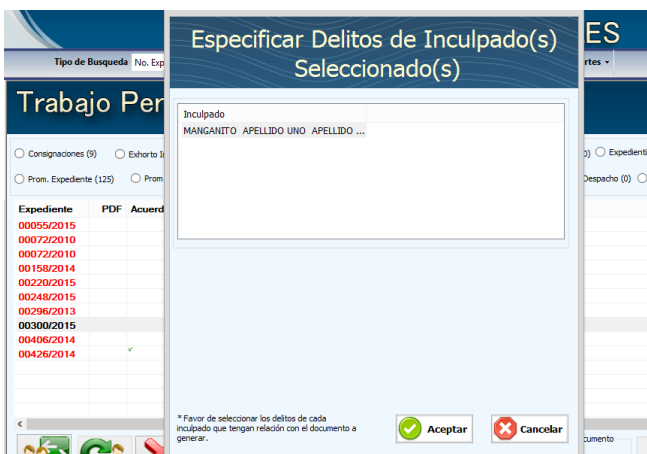 Especificar Delitos de Inculpado(s)
Seleccionado(s)
ES
Tipo de Busqueda No. Exp
rtes
Trabajo Per
Inculpado
MANGANITO APELLIDO UNO APELLIDO ...
Consignaciones (9)
Exhorto I
0)
Expedient
Prom. Expediente (125)
Prom.
Despacho (0)
Expediente PDF Acuerd
00055/2015
00072/2010
00072/2010
00158/2014
00220/2015
00248/2015
00296/2013
00300/2015
00406/2014
00426/2014
* Favor de seleccionar los delitos de cada
inculpado que tengan relación con el documento a
generar.
Aceptar
Cancelar
cumento